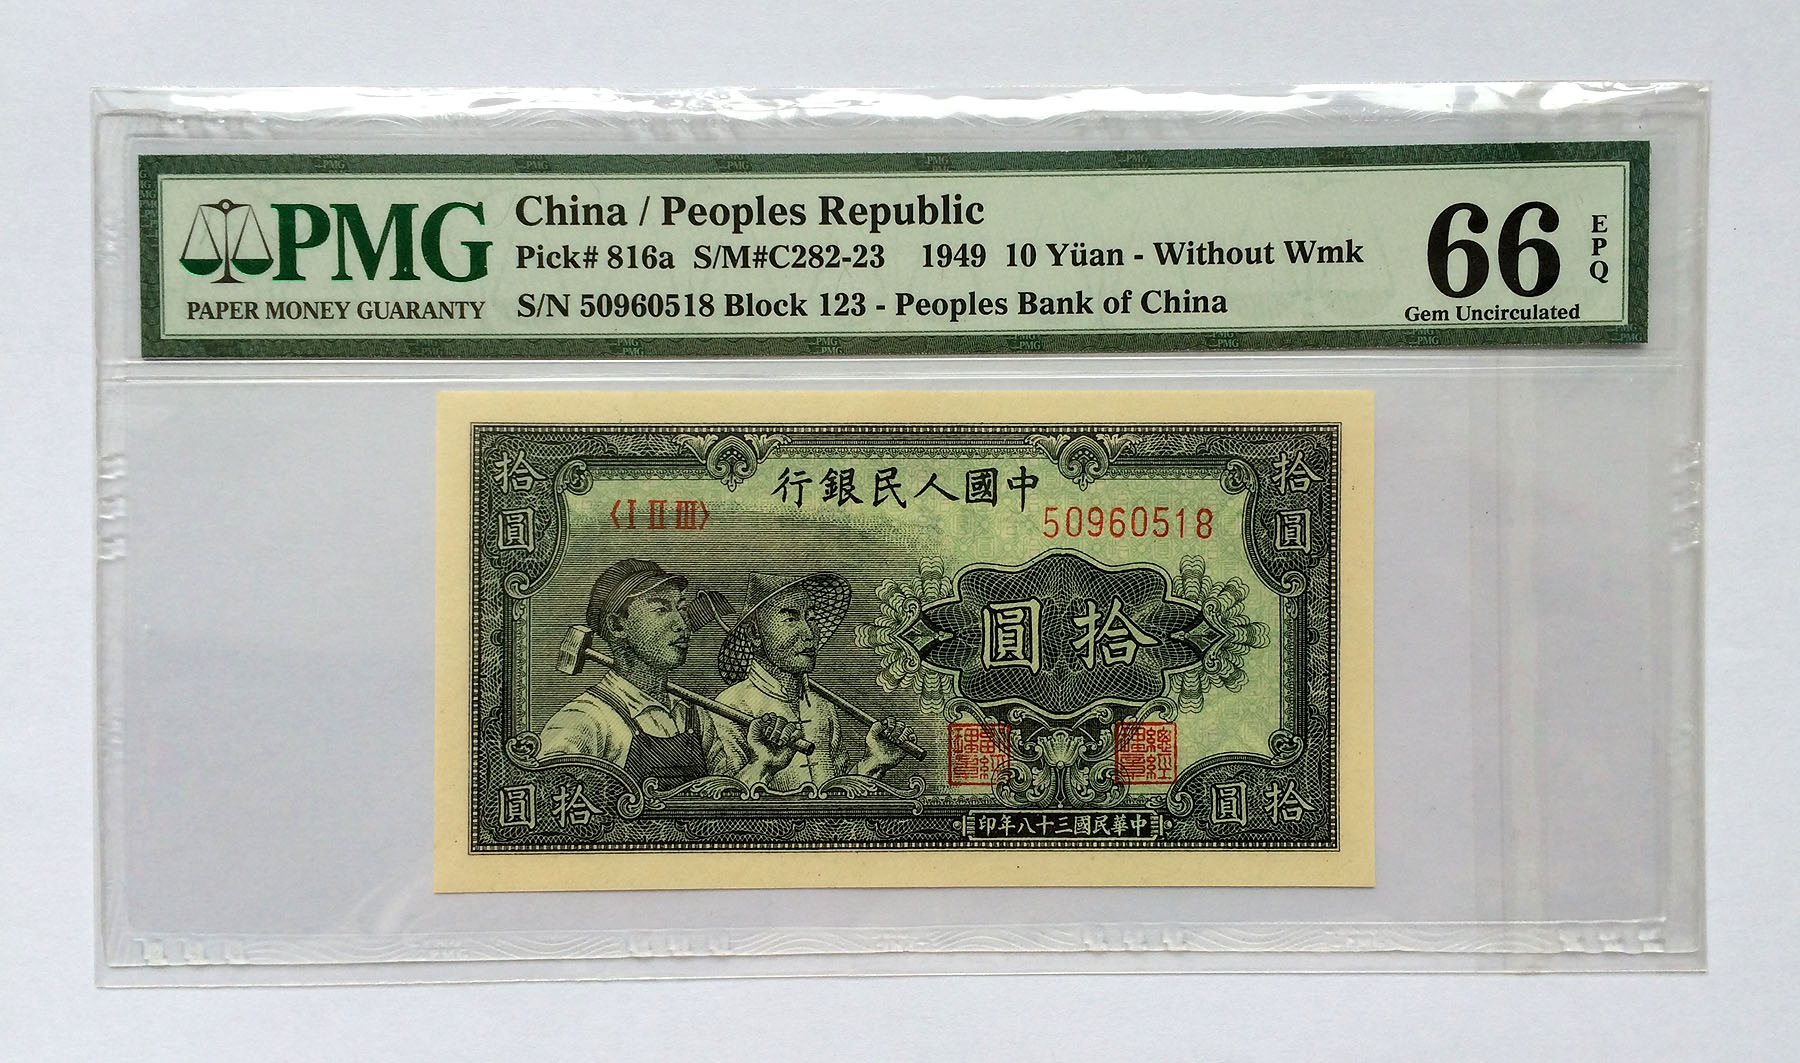 PMG
PAPER MONEY GUARANTY
China / Peoples Republic
Pick# 816a S/M#C282-23 1949 10 Yüan - Without Wmk
S/N 50960518 Block 123 - Peoples Bank of China
66
EPQ
Gem Uncirculated
中國人民銀行
〈I II III〉
50960518
拾圓
拾圓
拾圓
拾圓
拾圓
中華民國三十八年印